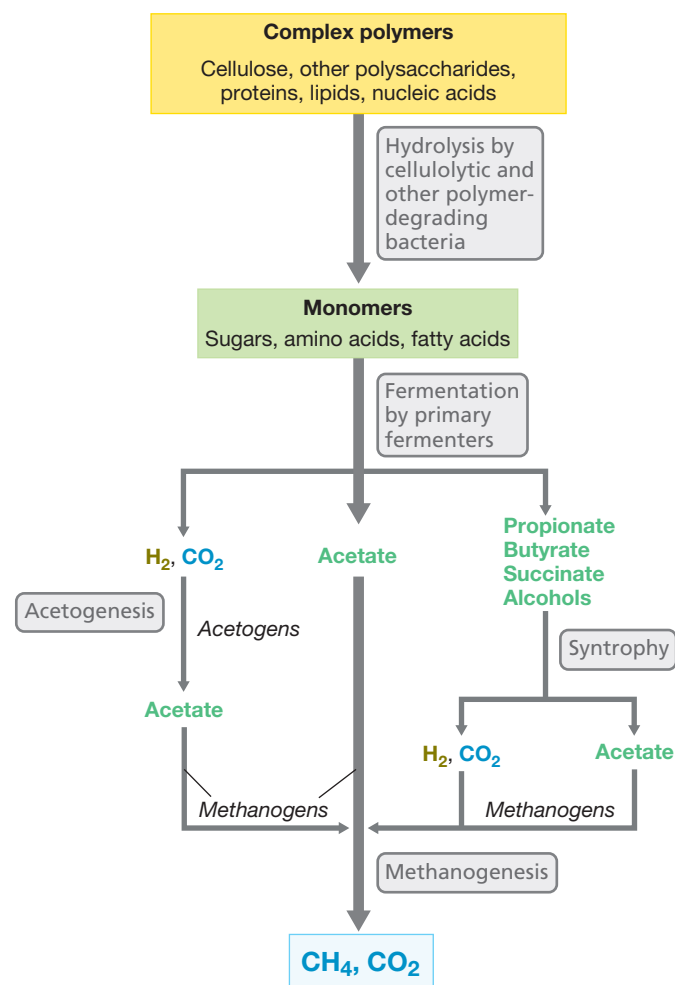 Complex polymers
Cellulose, other polysaccharides,
proteins, lipids, nucleic acids
Hydrolysis by
cellulolytic and
other polymer-
degrading
bacteria
Monomers
Sugars, amino acids, fatty acids
Fermentation
by primary
fermenters
H₂, CO₂
Acetate
Propionate
Butyrate
Succinate
Alcohols
Acetogenesis
Acetogens
Syntrophy
Acetate
H₂, CO₂
Acetate
Methanogens
Methanogens
Methanogenesis
CH₄, CO₂